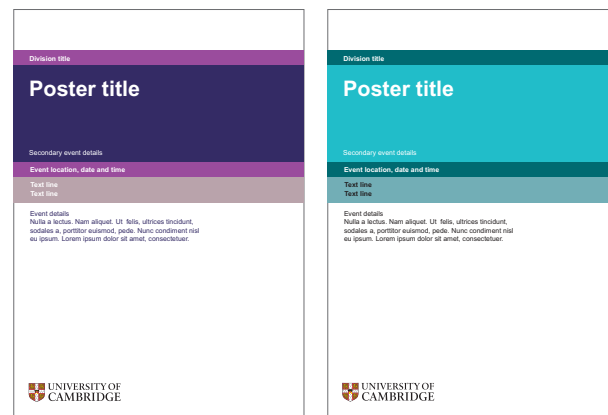 Division title
Poster title
Secondary event details
Event location, date and time
Text line
Text line
Event details
Nulla a lectus. Nam aliquet. Ut felis, ultrices tincidunt,
sodales a, porttitor euismod, pede. Nunc condiment nisl
eu ipsum. Lorem ipsum dolor sit amet, consectetuer.
UNIVERSITY OF
CAMBRIDGE
Division title
Poster title
Secondary event details
Event location, date and time
Text line
Text line
Event details
Nulla a lectus. Nam aliquet. Ut felis, ultrices tincidunt,
sodales a, porttitor euismod, pede. Nunc condiment nisl
eu ipsum. Lorem ipsum dolor sit amet, consectetuer.
UNIVERSITY OF
CAMBRIDGE